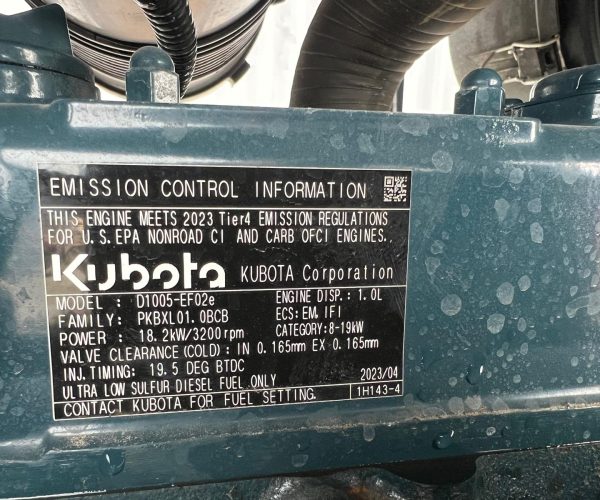 EMISSION CONTROL INFORMATION
THIS ENGINE MEETS 2023 Tier4 EMISSION REGULATIONS
FOR U.S. EPA NONROAD CI AND CARB OFCI ENGINES.
Kubota KUBOTA Corporation
MODEL : D1005-EF02e ENGINE DISP.: 1.0L
FAMILY: PKBXL01.0BCB ECS: EM, IFI
POWER : 18.2kW/3200rpm CATEGORY:8-19kW
VALVE CLEARANCE (COLD) : IN 0.165mm EX 0.165mm
INJ. TIMING: 19.5 DEG BTDC
ULTRA LOW SULFUR DIESEL FUEL ONLY 2023/04
CONTACT KUBOTA FOR FUEL SETTING. 1H143-4